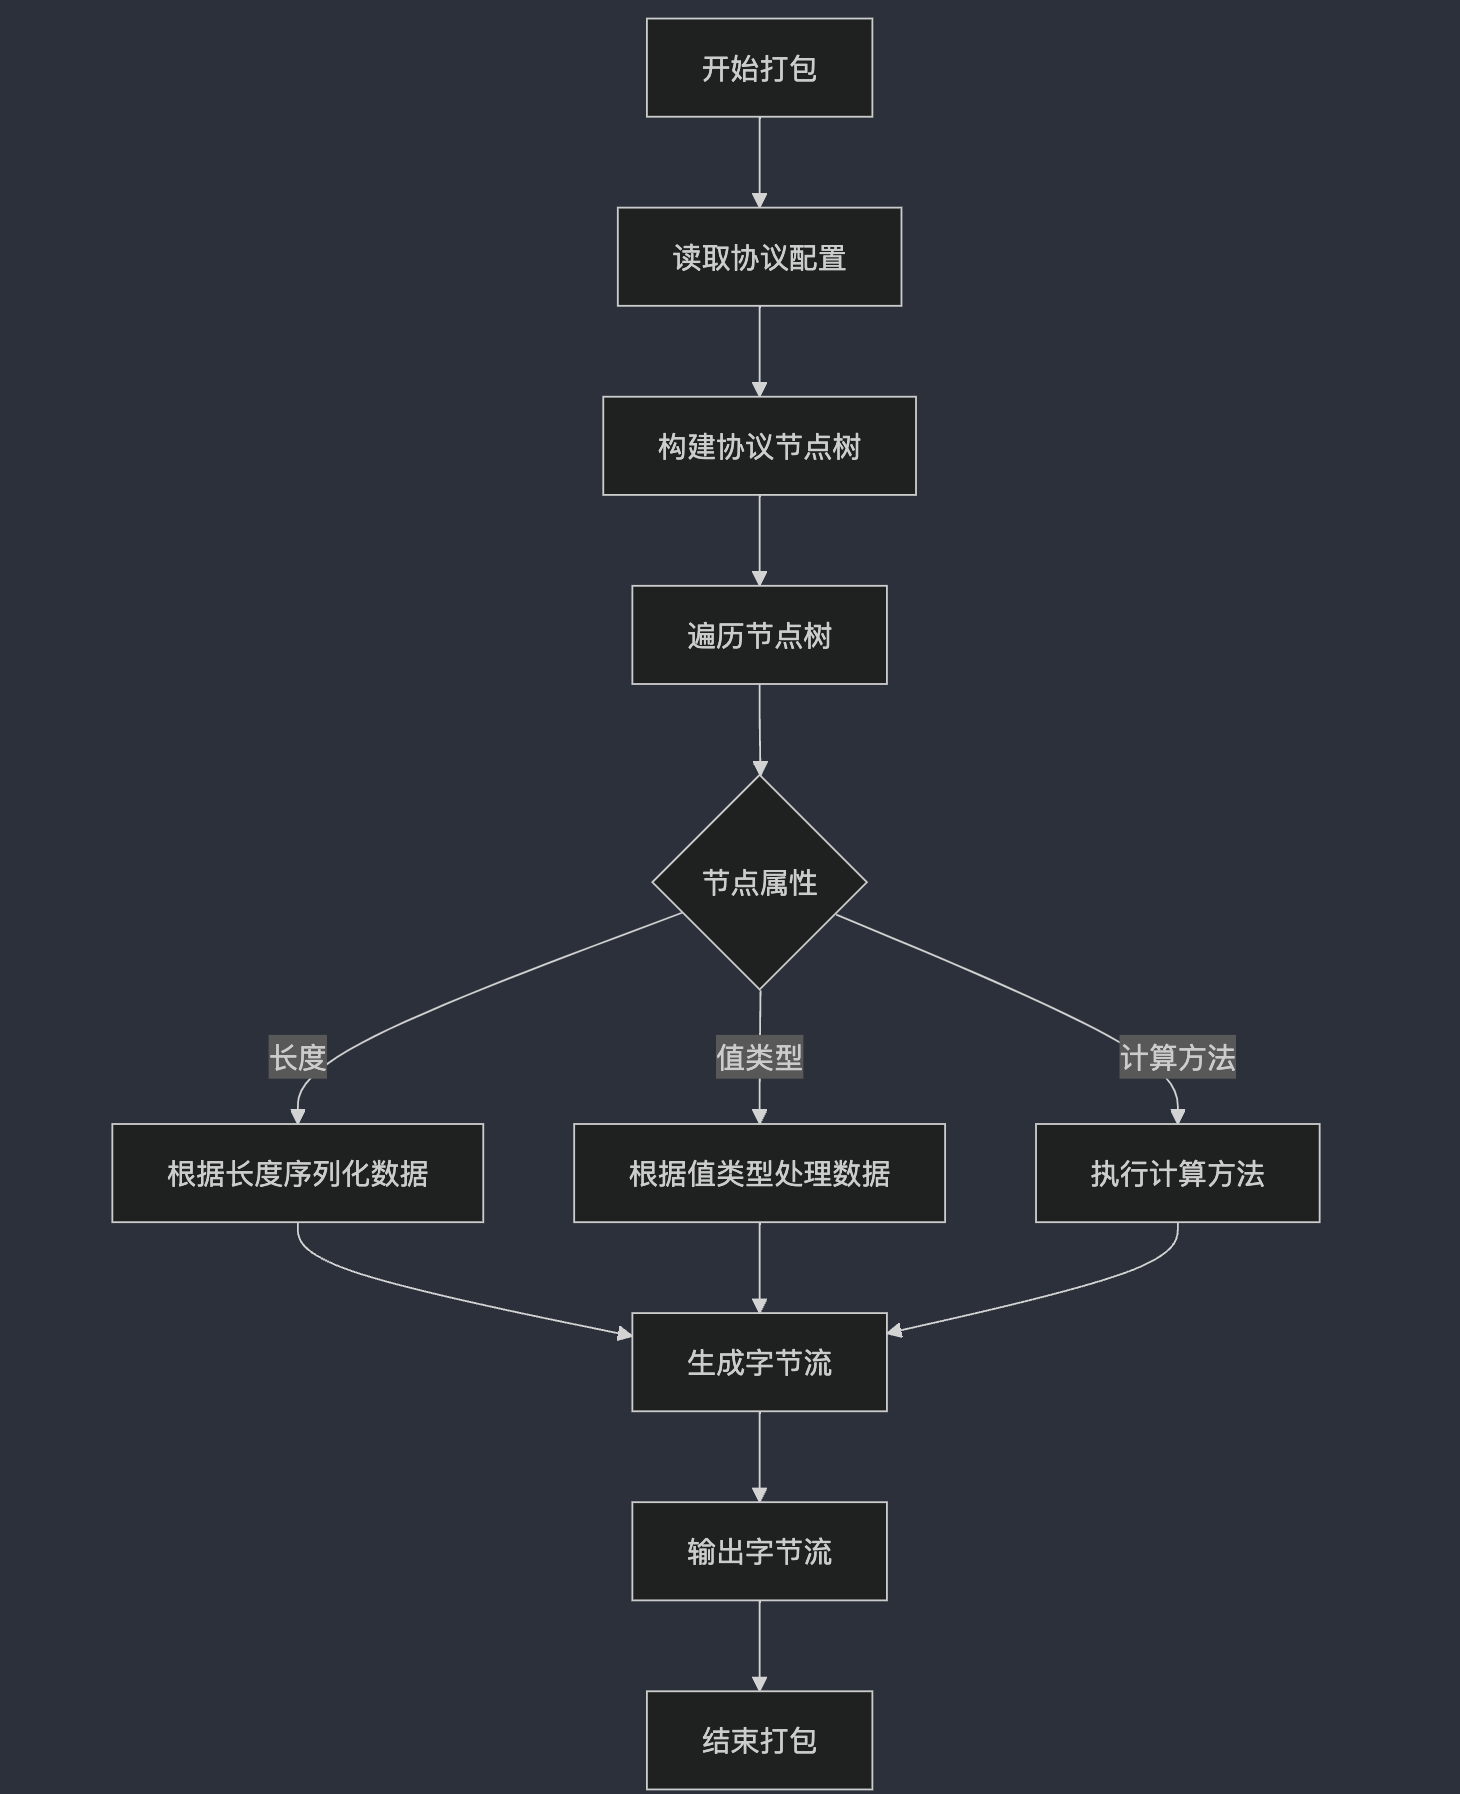 开始打包
读取协议配置
构建协议节点树
遍历节点树
节点属性
长度
值类型
计算方法
根据长度序列化数据
根据值类型处理数据
执行计算方法
生成字节流
输出字节流
结束打包